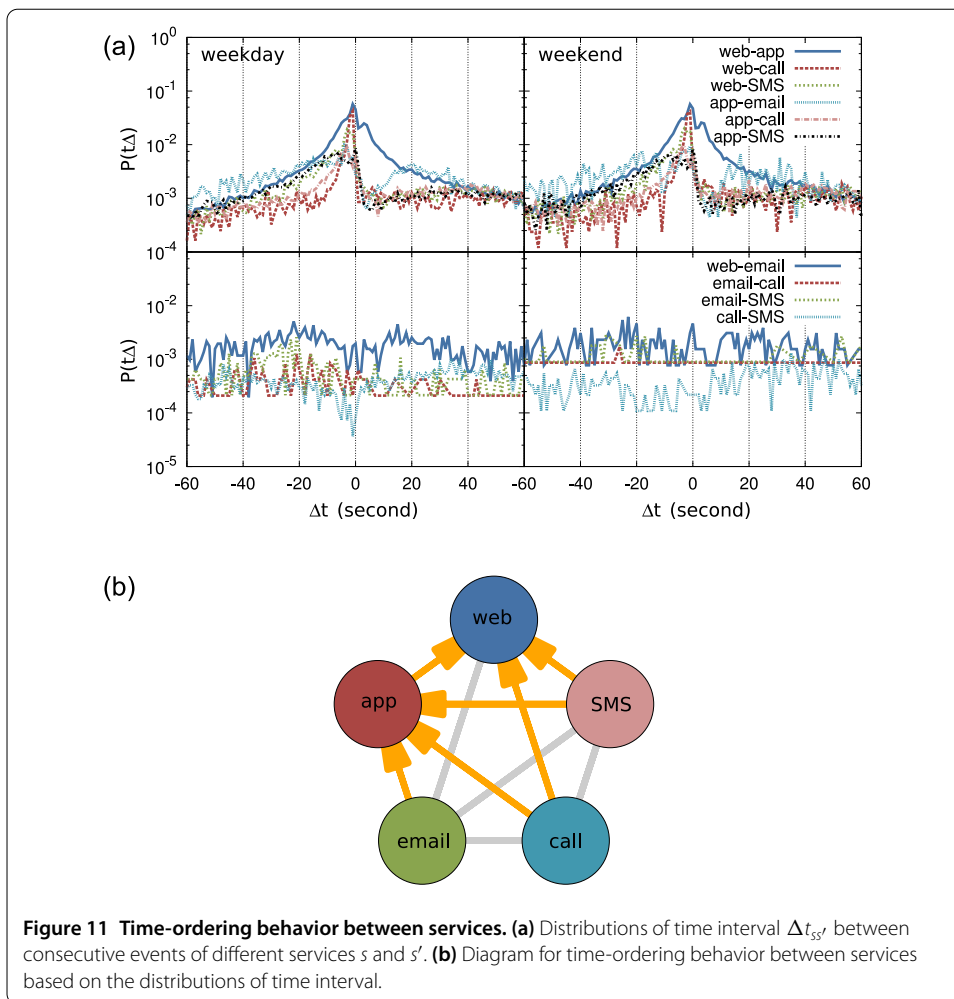 (a)
10^0
10^-1
10^-2
10^-3
10^-4
P(tΔ)
weekday
weekend
web-app
web-call
web-SMS
app-email
app-call
app-SMS
10^-2
10^-3
10^-4
10^-5
P(tΔ)
web-email
email-call
email-SMS
call-SMS
-60 -40 -20 0 20 40 -60 -40 -20 0 20 40 60
Δt (second) Δt (second)
(b)
web
app
SMS
email
call
Figure 11 Time-ordering behavior between services. (a) Distributions of time interval Δt_ss′ between
consecutive events of different services s and s′. (b) Diagram for time-ordering behavior between services
based on the distributions of time interval.